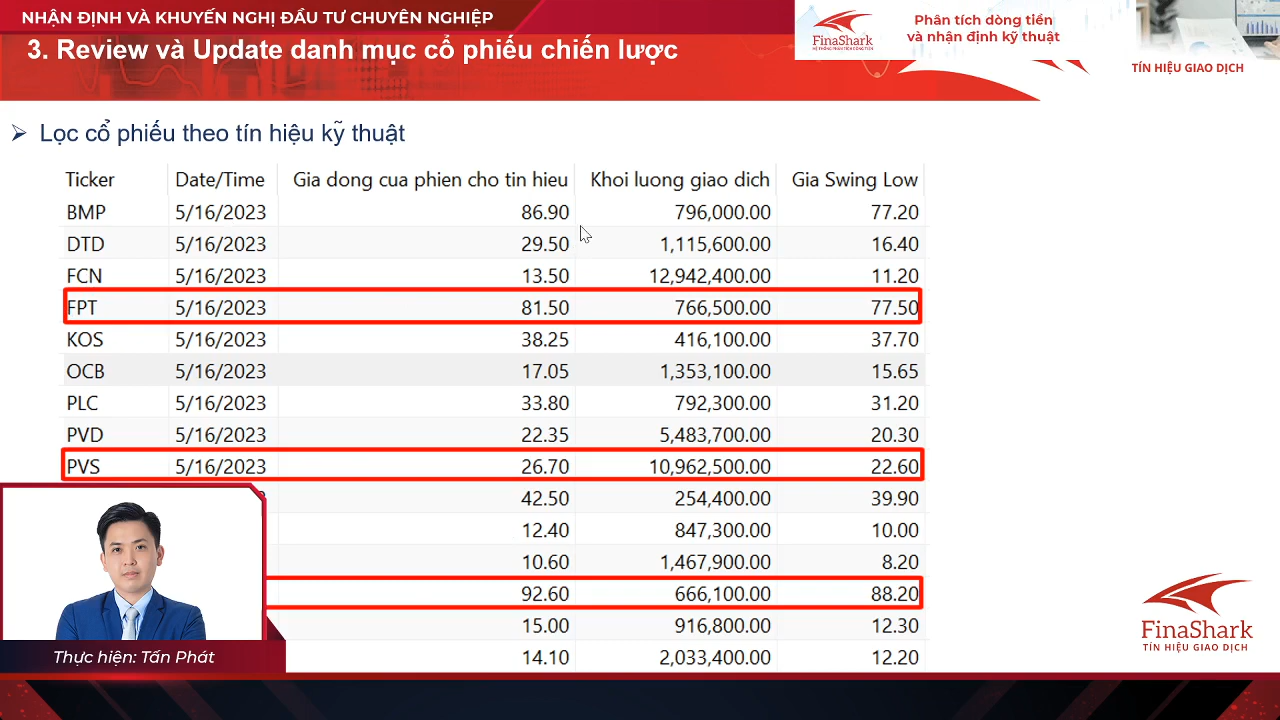 NHẬN ĐỊNH VÀ KHUYẾN NGHỊ ĐẦU TƯ CHUYÊN NGHIỆP
3. Review và Update danh mục cổ phiếu chiến lược
FinaShark
Phân tích dòng tiền
và nhận định kỹ thuật
TÍN HIỆU GIAO DỊCH
Lọc cổ phiếu theo tín hiệu kỹ thuật
Ticker Date/Time Gia dong cua phien cho tin hieu Khoi luong giao dich Gia Swing Low
BMP 5/16/2023 86.90 796,000.00 77.20
DTD 5/16/2023 29.50 1,115,600.00 16.40
FCN 5/16/2023 13.50 12,942,400.00 11.20
FPT 5/16/2023 81.50 766,500.00 77.50
KOS 5/16/2023 38.25 416,100.00 37.70
OCB 5/16/2023 17.05 1,353,100.00 15.65
PLC 5/16/2023 33.80 792,300.00 31.20
PVD 5/16/2023 22.35 5,483,700.00 20.30
PVS 5/16/2023 26.70 10,962,500.00 22.60
42.50 254,400.00 39.90
12.40 847,300.00 10.00
10.60 1,467,900.00 8.20
92.60 666,100.00 88.20
15.00 916,800.00 12.30
14.10 2,033,400.00 12.20
Thực hiện: Tấn Phát
FinaShark
TÍN HIỆU GIAO DỊCH